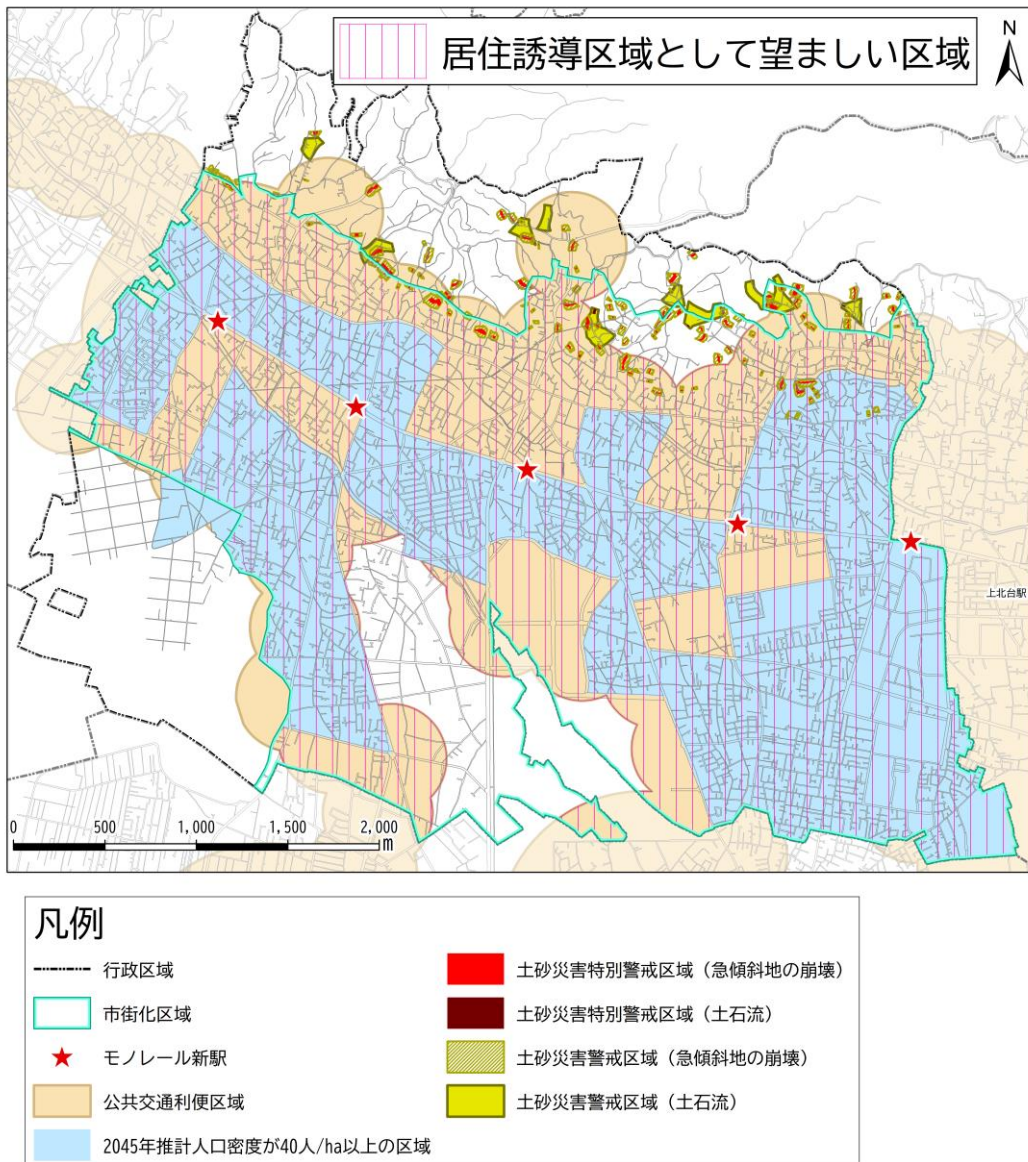 居住誘導区域として望ましい区域
N
上北台駅
0 500 1,000 1,500 2,000
m
凡例
行政区域
市街化区域
モノレール新駅
公共交通利便区域
2045年推計人口密度が40人/ha以上の区域
土砂災害特別警戒区域（急傾斜地の崩壊）
土砂災害特別警戒区域（土石流）
土砂災害警戒区域（急傾斜地の崩壊）
土砂災害警戒区域（土石流）